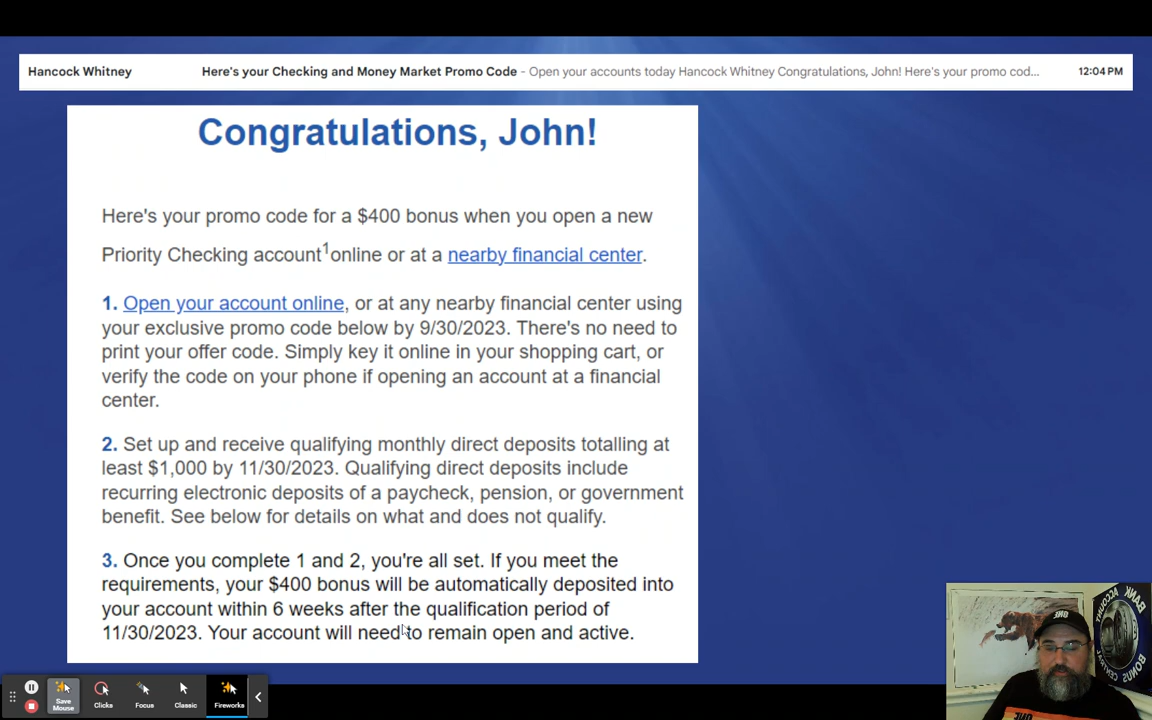 Hancock Whitney Here's your Checking and Money Market Promo Code - Open your accounts today Hancock Whitney Congratulations, John! Here's your promo cod... 12:04 PM
Congratulations, John!
Here's your promo code for a $400 bonus when you open a new
Priority Checking account1online or at a nearby financial center.
1. Open your account online, or at any nearby financial center using
your exclusive promo code below by 9/30/2023. There's no need to
print your offer code. Simply key it online in your shopping cart, or
verify the code on your phone if opening an account at a financial
center.
2. Set up and receive qualifying monthly direct deposits totalling at
least $1,000 by 11/30/2023. Qualifying direct deposits include
recurring electronic deposits of a paycheck, pension, or government
benefit. See below for details on what and does not qualify.
3. Once you complete 1 and 2, you're all set. If you meet the
requirements, your $400 bonus will be automatically deposited into
your account within 6 weeks after the qualification period of
11/30/2023. Your account will need to remain open and active.
Save
Mouse
Clicks
Focus
Classic
Fireworks
BANK ACCOUNT
BONUS CENTRAL
ONE
ONE